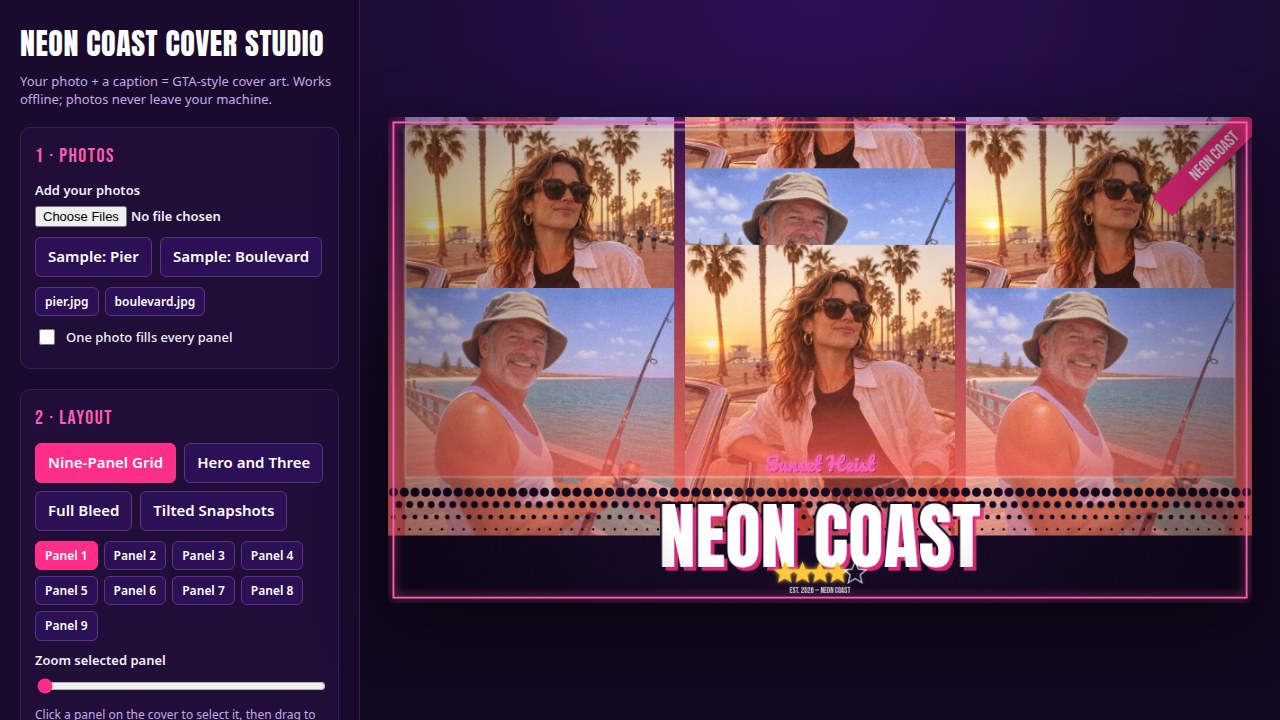 NEON COAST COVER STUDIO
Your photo + a caption = GTA-style cover art. Works
offline; photos never leave your machine.
1 · PHOTOS
Add your photos
Choose Files No file chosen
Sample: Pier
Sample: Boulevard
pier.jpg
boulevard.jpg
One photo fills every panel
2 · LAYOUT
Nine-Panel Grid
Hero and Three
Full Bleed
Tilted Snapshots
Panel 1
Panel 2
Panel 3
Panel 4
Panel 5
Panel 6
Panel 7
Panel 8
Panel 9
Zoom selected panel
Click a panel on the cover to select it, then drag to
NEON COAST
Sunset Heist
NEON COAST
EST. 2026 — NEON COAST